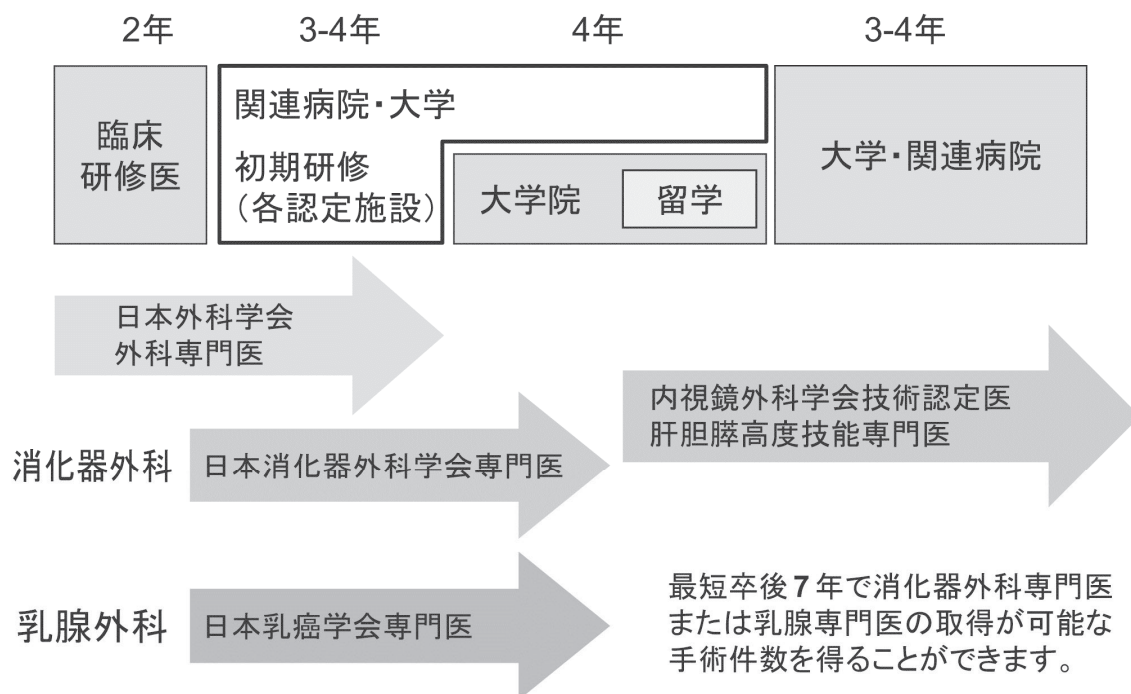 2年
3-4年
4年
3-4年
臨床
研修医
関連病院・大学
初期研修
（各認定施設）
大学院
留学
大学・関連病院
日本外科学会
外科専門医
内視鏡外科学会技術認定医
肝胆膵高度技能専門医
消化器外科
日本消化器外科学会専門医
乳腺外科
日本乳癌学会専門医
最短卒後7年で消化器外科専門医
または乳腺専門医の取得が可能な
手術件数を得ることができます。